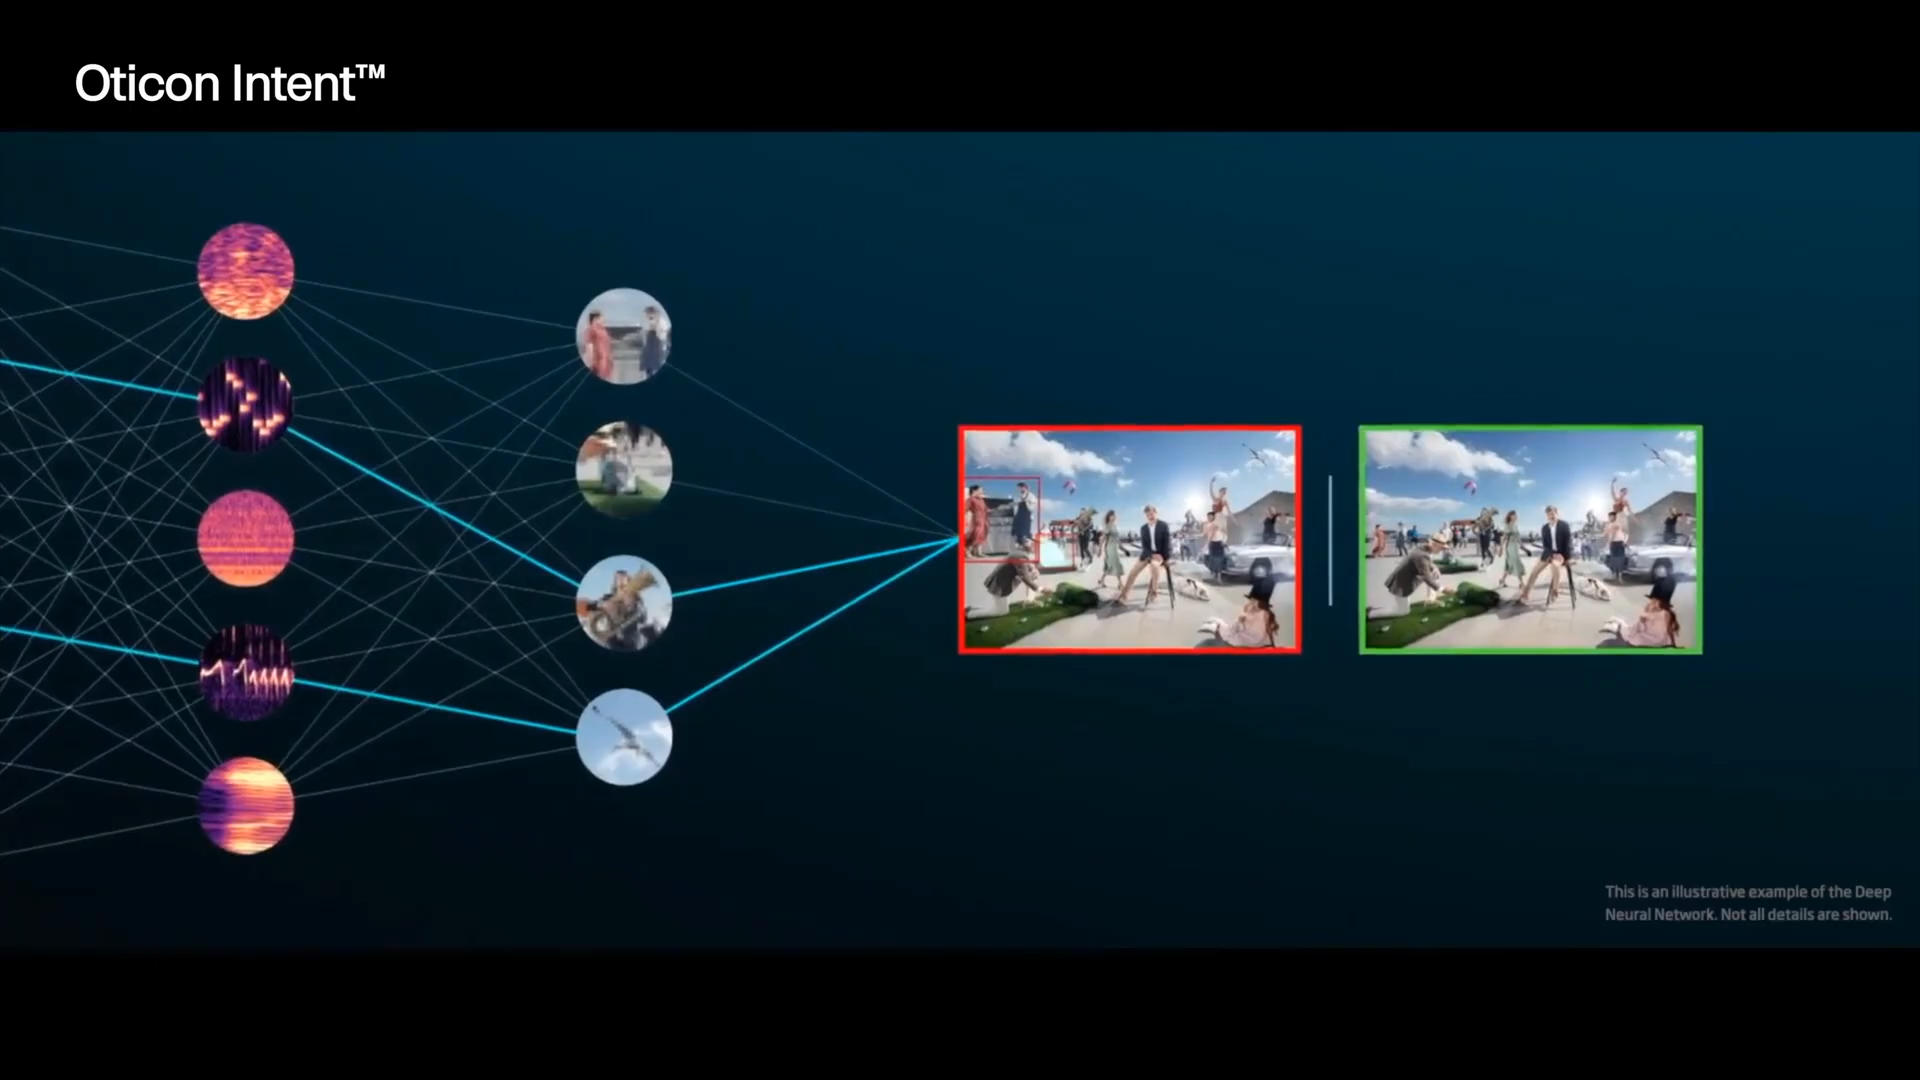 Oticon Intent™
This is an illustrative example of the Deep
Neural Network. Not all details are shown.